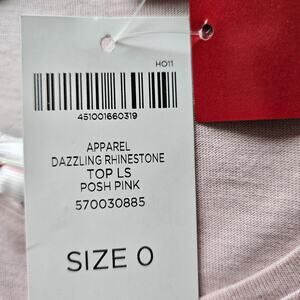 HO11
451001660319
APPAREL
DAZZLING RHINESTONE
TOP LS
POSH PINK
570030885
SIZE 0